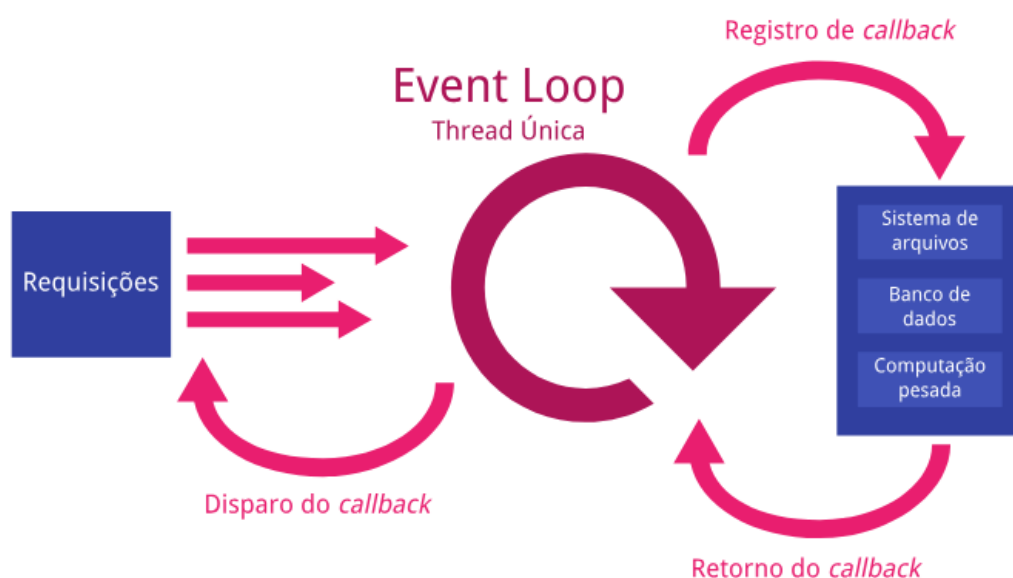 Registro de callback
Event Loop
Thread Única
Requisições
Sistema de
arquivos
Banco de
dados
Computação
pesada
Disparo do callback
Retorno do callback